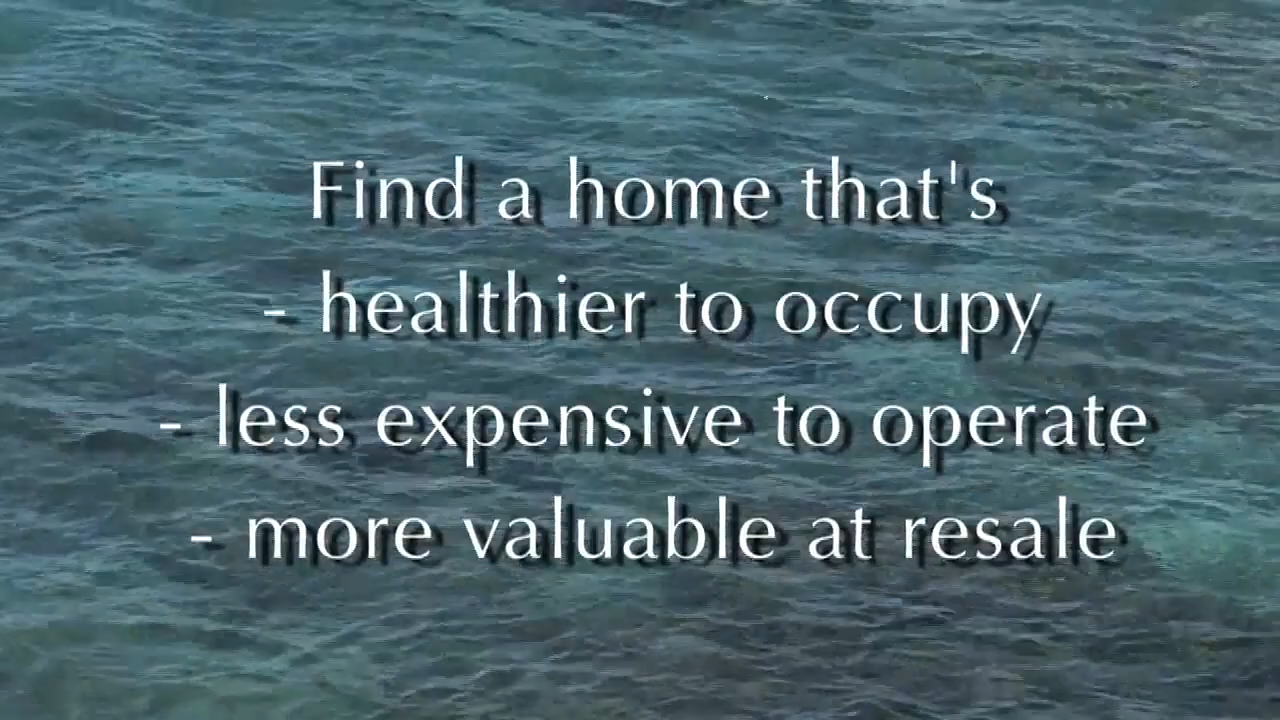 Find a home that's
- healthier to occupy
- less expensive to operate
- more valuable at resale